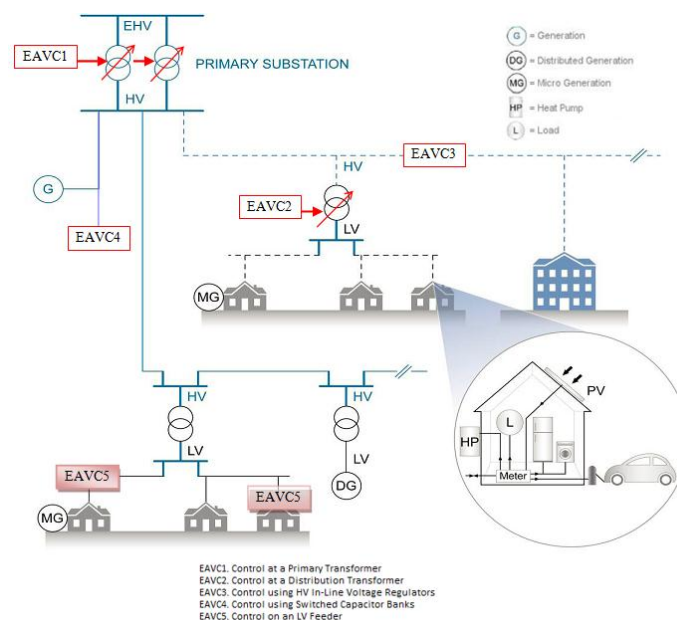 EHV
EAVC1
PRIMARY SUBSTATION
HV
G = Generation
DG = Distributed Generation
MG = Micro Generation
HP = Heat Pump
L = Load
EAVC3
HV
G
EAVC2
EAVC4
LV
MG
PV
HP
L
Meter
HV
HV
LV
LV
EAVC5
EAVC5
DG
MG
EAVC1. Control at a Primary Transformer
EAVC2. Control at a Distribution Transformer
EAVC3. Control using HV In-Line Voltage Regulators
EAVC4. Control using Switched Capacitor Banks
EAVC5. Control on an LV Feeder